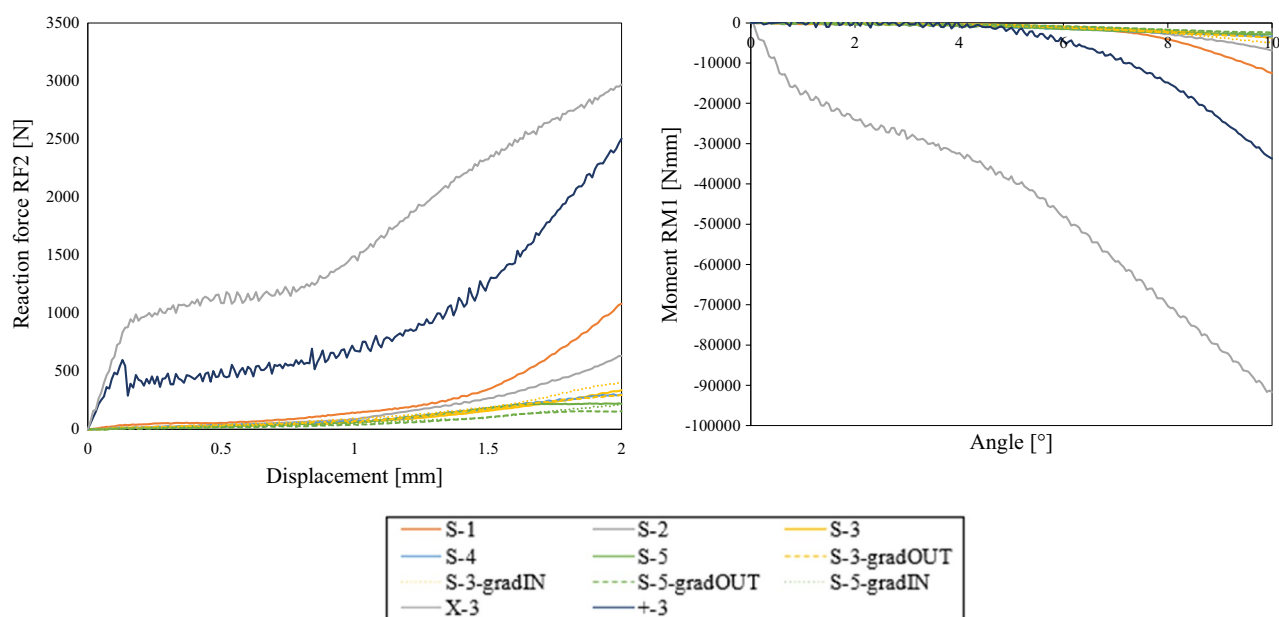 3500
3000
2500
2000
1500
1000
500
0
0 0.5 1 1.5 2
Reaction force RF2 [N]
Displacement [mm]
0
-10000
-20000
-30000
-40000
-50000
-60000
-70000
-80000
-90000
-100000
0 2 4 6 8 10
Moment RM1 [Nmm]
Angle [°]
S-1 S-2 S-3
S-4 S-5 S-3-gradOUT
S-3-gradIN S-5-gradOUT S-5-gradIN
X-3 +-3